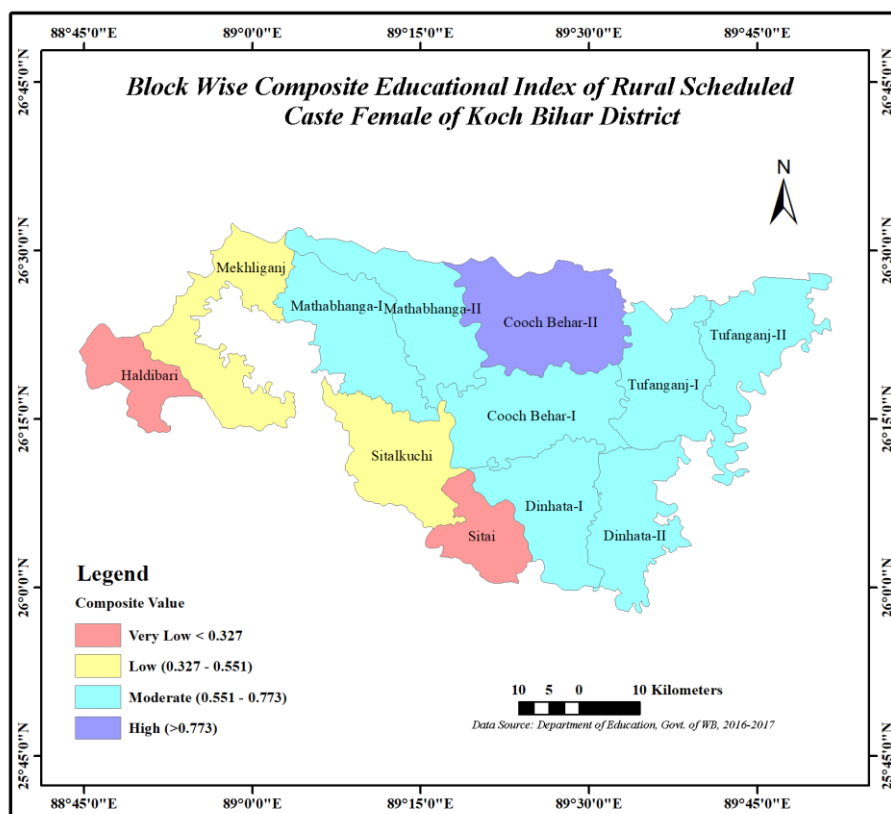 88°45'0"E 89°0'0"E 89°15'0"E 89°30'0"E 89°45'0"E
26°45'0"N 26°45'0"N
Block Wise Composite Educational Index of Rural Scheduled
Caste Female of Koch Bihar District
N
26°30'0"N 26°30'0"N
Mekhliganj
Mathabhanga-I
Mathabhanga-II
Cooch Behar-II
Tufanganj-II
Haldibari
Tufanganj-I
26°15'0"N 26°15'0"N
Cooch Behar-I
Sitalkuchi
Dinhata-I
Sitai
Dinhata-II
26°0'0"N 26°0'0"N
Legend
Composite Value
Very Low < 0.327
Low (0.327 - 0.551)
Moderate (0.551 - 0.773)
High (>0.773)
10 5 0 10 Kilometers
Data Source: Department of Education, Govt. of WB, 2016-2017
25°45'0"N 25°45'0"N
88°45'0"E 89°0'0"E 89°15'0"E 89°30'0"E 89°45'0"E